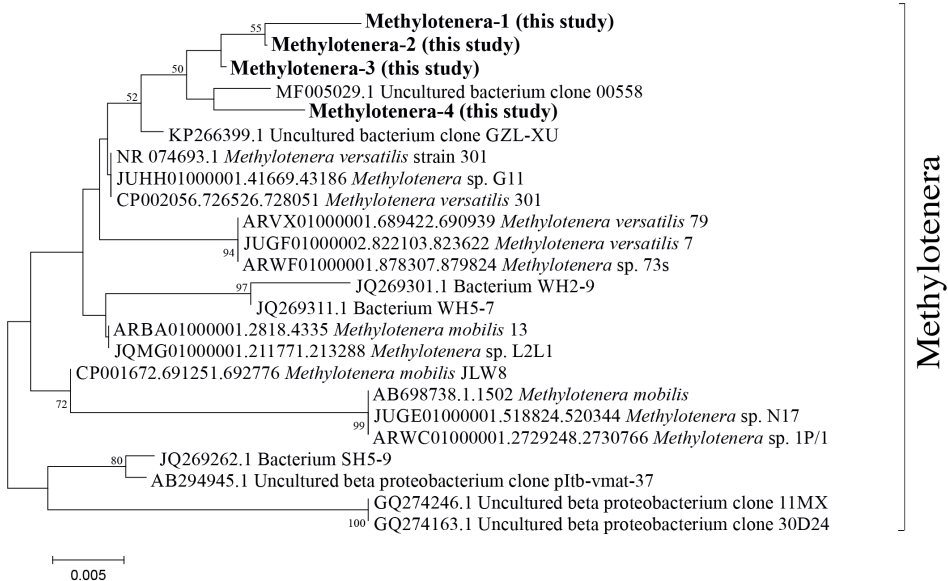 55
Methylotenera-1 (this study)
Methylotenera-2 (this study)
50
Methylotenera-3 (this study)
MF005029.1 Uncultured bacterium clone 00558
52
Methylotenera-4 (this study)
KP266399.1 Uncultured bacterium clone GZL-XU
NR 074693.1 Methylotenera versatilis strain 301
JUHH01000001.41669.43186 Methylotenera sp. G11
CP002056.726526.728051 Methylotenera versatilis 301
ARVX01000001.689422.690939 Methylotenera versatilis 79
JUGF01000002.822103.823622 Methylotenera versatilis 7
94
ARWF01000001.878307.879824 Methylotenera sp. 73s
97
JQ269301.1 Bacterium WH2-9
JQ269311.1 Bacterium WH5-7
ARBA01000001.2818.4335 Methylotenera mobilis 13
JQMG01000001.211771.213288 Methylotenera sp. L2L1
CP001672.691251.692776 Methylotenera mobilis JLW8
72
AB698738.1.1502 Methylotenera mobilis
JUGE01000001.518824.520344 Methylotenera sp. N17
99
ARWC01000001.2729248.2730766 Methylotenera sp. 1P/1
80
JQ269262.1 Bacterium SH5-9
AB294945.1 Uncultured beta proteobacterium clone pItb-vmat-37
GQ274246.1 Uncultured beta proteobacterium clone 11MX
100
GQ274163.1 Uncultured beta proteobacterium clone 30D24
Methylotenera
0.005